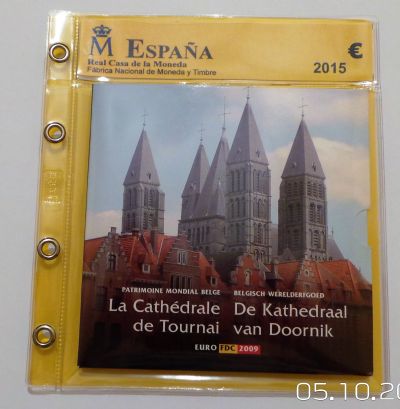 M ESPAÑA
Real Casa de la Moneda
Fábrica Nacional de Moneda y Timbre
€
2015
PATRIMOINE MONDIAL BELGE
La Cathédrale
de Tournai
BELGISCH WERELDERFGOED
De Kathedraal
van Doornik
EURO FDC 2009
05.10.20